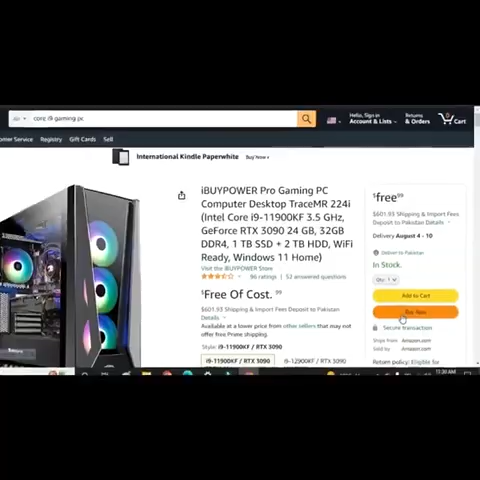 All
core i9 gaming pc
Hello, Sign in
Account & Lists
Returns
& Orders
0
Cart
omer Service Registry Gift Cards Sell
International Kindle Paperwhite Buy Now ›
iBUYPOWER Pro Gaming PC
Computer Desktop TraceMR 224i
(Intel Core i9-11900KF 3.5 GHz,
GeForce RTX 3090 24 GB, 32GB
DDR4, 1 TB SSD + 2 TB HDD, WiFi
Ready, Windows 11 Home)
Visit the iBUYPOWER Store
96 ratings | 52 answered questions
$Free Of Cost. 99
$601.93 Shipping & Import Fees Deposit to Pakistan
Details
Available at a lower price from other sellers that may not
offer free Prime shipping.
Style: i9-11900KF / RTX 3090
i9-11900KF / RTX 3090 i9-12900KF / RTX 3090
$free99
$601.93 Shipping & Import Fees
Deposit to Pakistan
Details
Delivery August 4 - 10
Deliver to Pakistan
In Stock.
Qty: 1
Add to Cart
Buy Now
Secure transaction
Ships from Amazon.com
Sold by Amazon.com
Return policy: Eligible for
11:30 AM